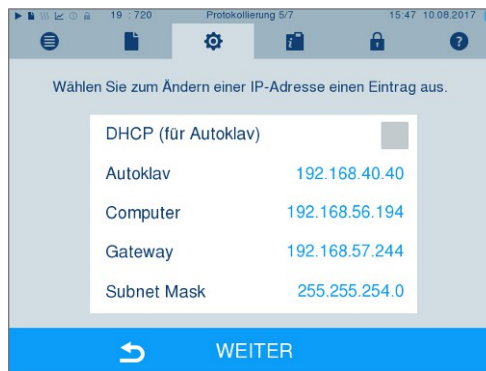 19 : 720 Protokollierung 5/7 15:47 10.08.2017
Wählen Sie zum Ändern einer IP-Adresse einen Eintrag aus.
DHCP (für Autoklav)
Autoklav 192.168.40.40
Computer 192.168.56.194
Gateway 192.168.57.244
Subnet Mask 255.255.254.0
WEITER